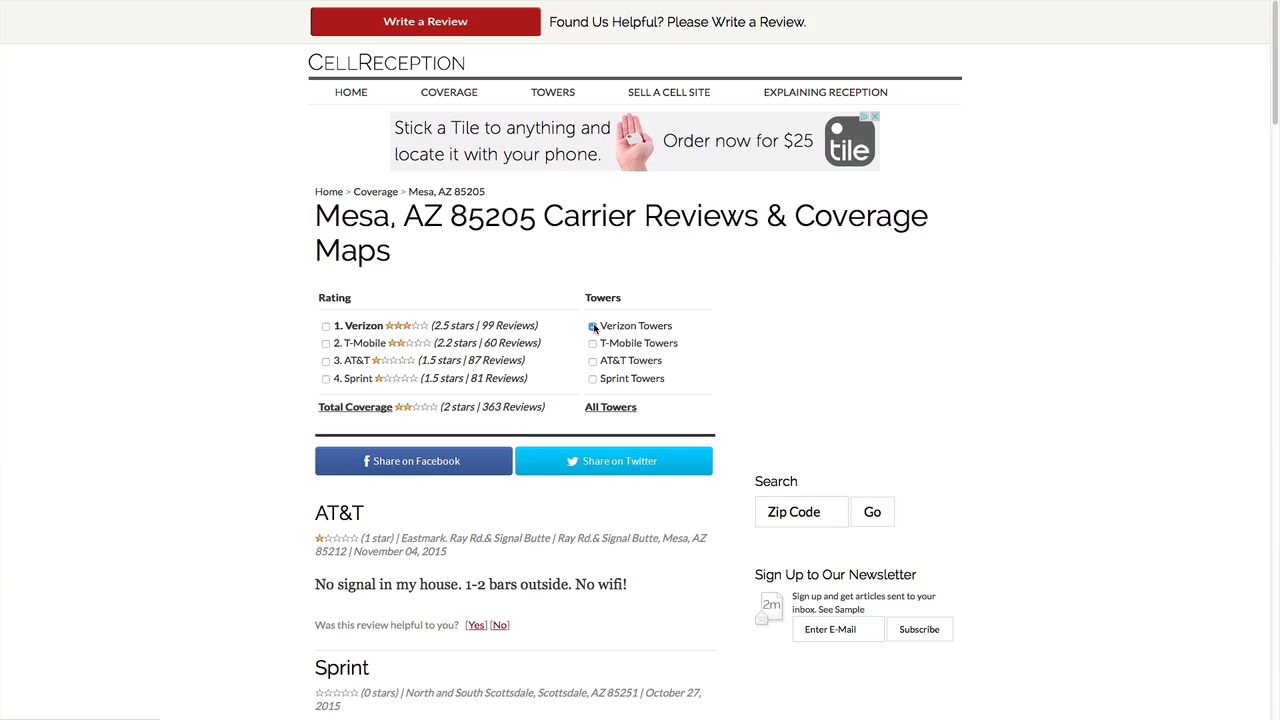 Write a Review
Found Us Helpful? Please Write a Review.
CELLRECEPTION
HOME
COVERAGE
TOWERS
SELL A CELL SITE
EXPLAINING RECEPTION
Stick a Tile to anything and
locate it with your phone.
Order now for $25
tile
Home > Coverage > Mesa, AZ 85205
Mesa, AZ 85205 Carrier Reviews & Coverage
Maps
Rating
1. Verizon (2.5 stars | 99 Reviews)
2. T-Mobile (2.2 stars | 60 Reviews)
3. AT&T (1.5 stars | 87 Reviews)
4. Sprint (1.5 stars | 81 Reviews)
Total Coverage (2 stars | 363 Reviews)
Towers
Verizon Towers
T-Mobile Towers
AT&T Towers
Sprint Towers
All Towers
f Share on Facebook
Share on Twitter
AT&T
(1 star) | Eastmark. Ray Rd.& Signal Butte | Ray Rd.& Signal Butte, Mesa, AZ
85212 | November 04, 2015
No signal in my house. 1-2 bars outside. No wifi!
Was this review helpful to you? [Yes] [No]
Sprint
(0 stars) | North and South Scottsdale, Scottsdale, AZ 85251 | October 27,
2015
Search
Zip Code
Go
Sign Up to Our Newsletter
2m
Sign up and get articles sent to your
inbox. See Sample
Enter E-Mail
Subscribe